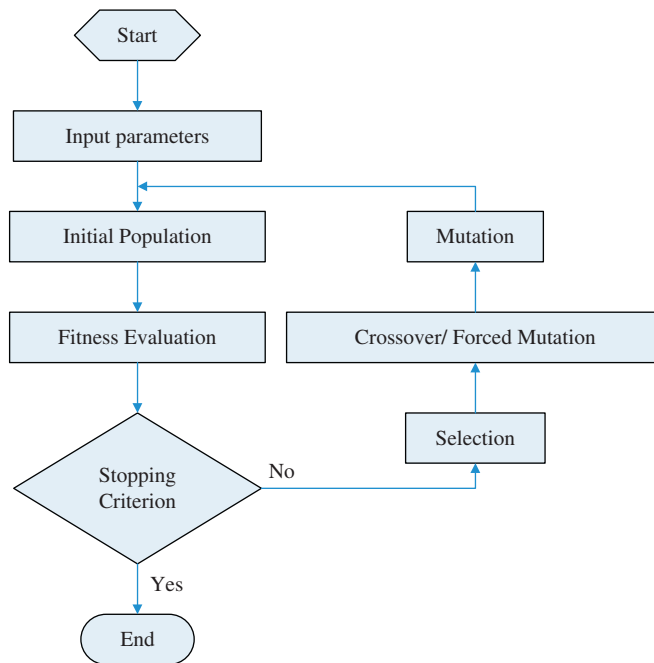 Start
Input parameters
Initial Population
Mutation
Fitness Evaluation
Crossover/ Forced Mutation
Selection
Stopping
Criterion
No
Yes
End